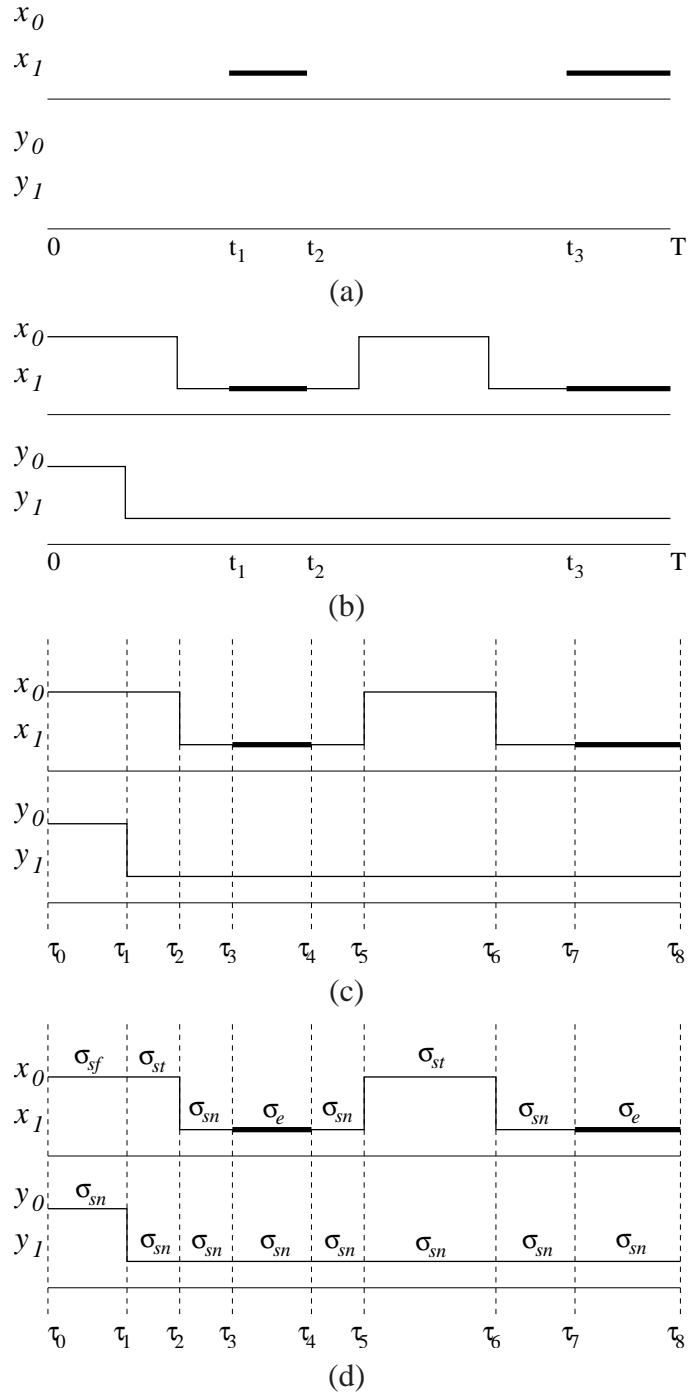 x₀
x₁
y₀
y₁
0 t₁ t₂ t₃ T
(a)
x₀
x₁
y₀
y₁
0 t₁ t₂ t₃ T
(b)
x₀
x₁
y₀
y₁
τ₀ τ₁ τ₂ τ₃ τ₄ τ₅ τ₆ τ₇ τ₈
(c)
σsf σst σst
x₀
x₁ σsn σe σsn σsn σe
y₀ σsn
y₁ σsn σsn σsn σsn σsn σsn σsn
τ₀ τ₁ τ₂ τ₃ τ₄ τ₅ τ₆ τ₇ τ₈
(d)